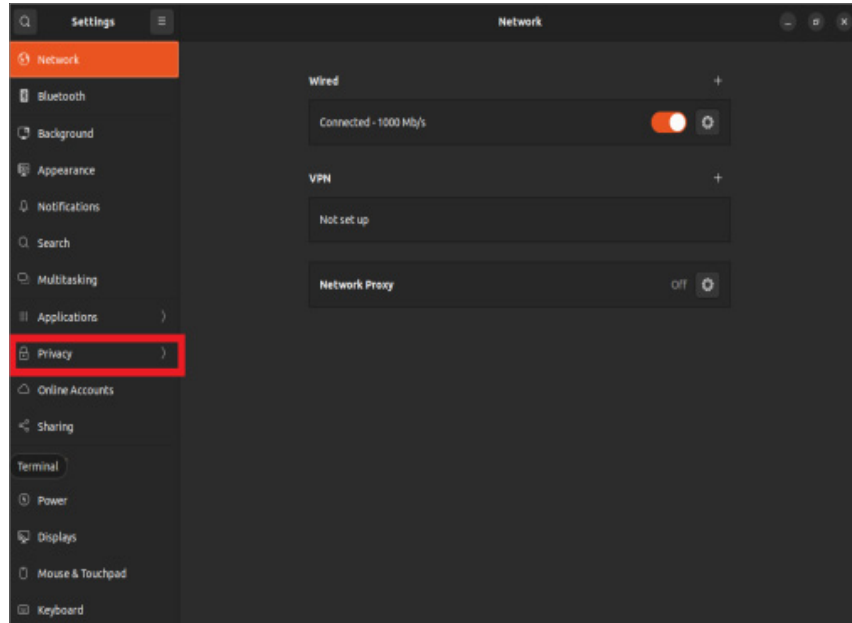 Settings
Network
Network
Bluetooth
Background
Appearance
Notifications
Search
Multitasking
Applications
Privacy
Online Accounts
Sharing
Terminal
Power
Displays
Mouse & Touchpad
Keyboard
Wired
Connected - 1000 Mb/s
VPN
Not set up
Network Proxy
Off